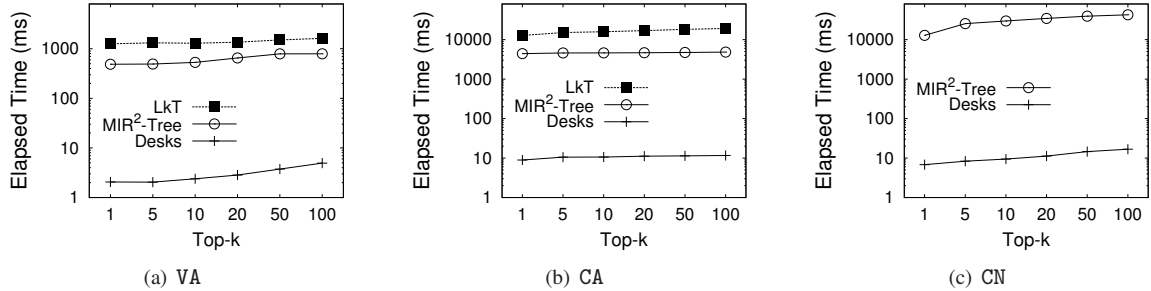 Elapsed Time (ms)
1000
100
10
1
LkT
MIR²-Tree
Desks
1 5 10 20 50 100
Top-k
(a) VA
Elapsed Time (ms)
10000
1000
100
10
1
LkT
MIR²-Tree
Desks
1 5 10 20 50 100
Top-k
(b) CA
Elapsed Time (ms)
10000
1000
100
10
1
MIR²-Tree
Desks
1 5 10 20 50 100
Top-k
(c) CN